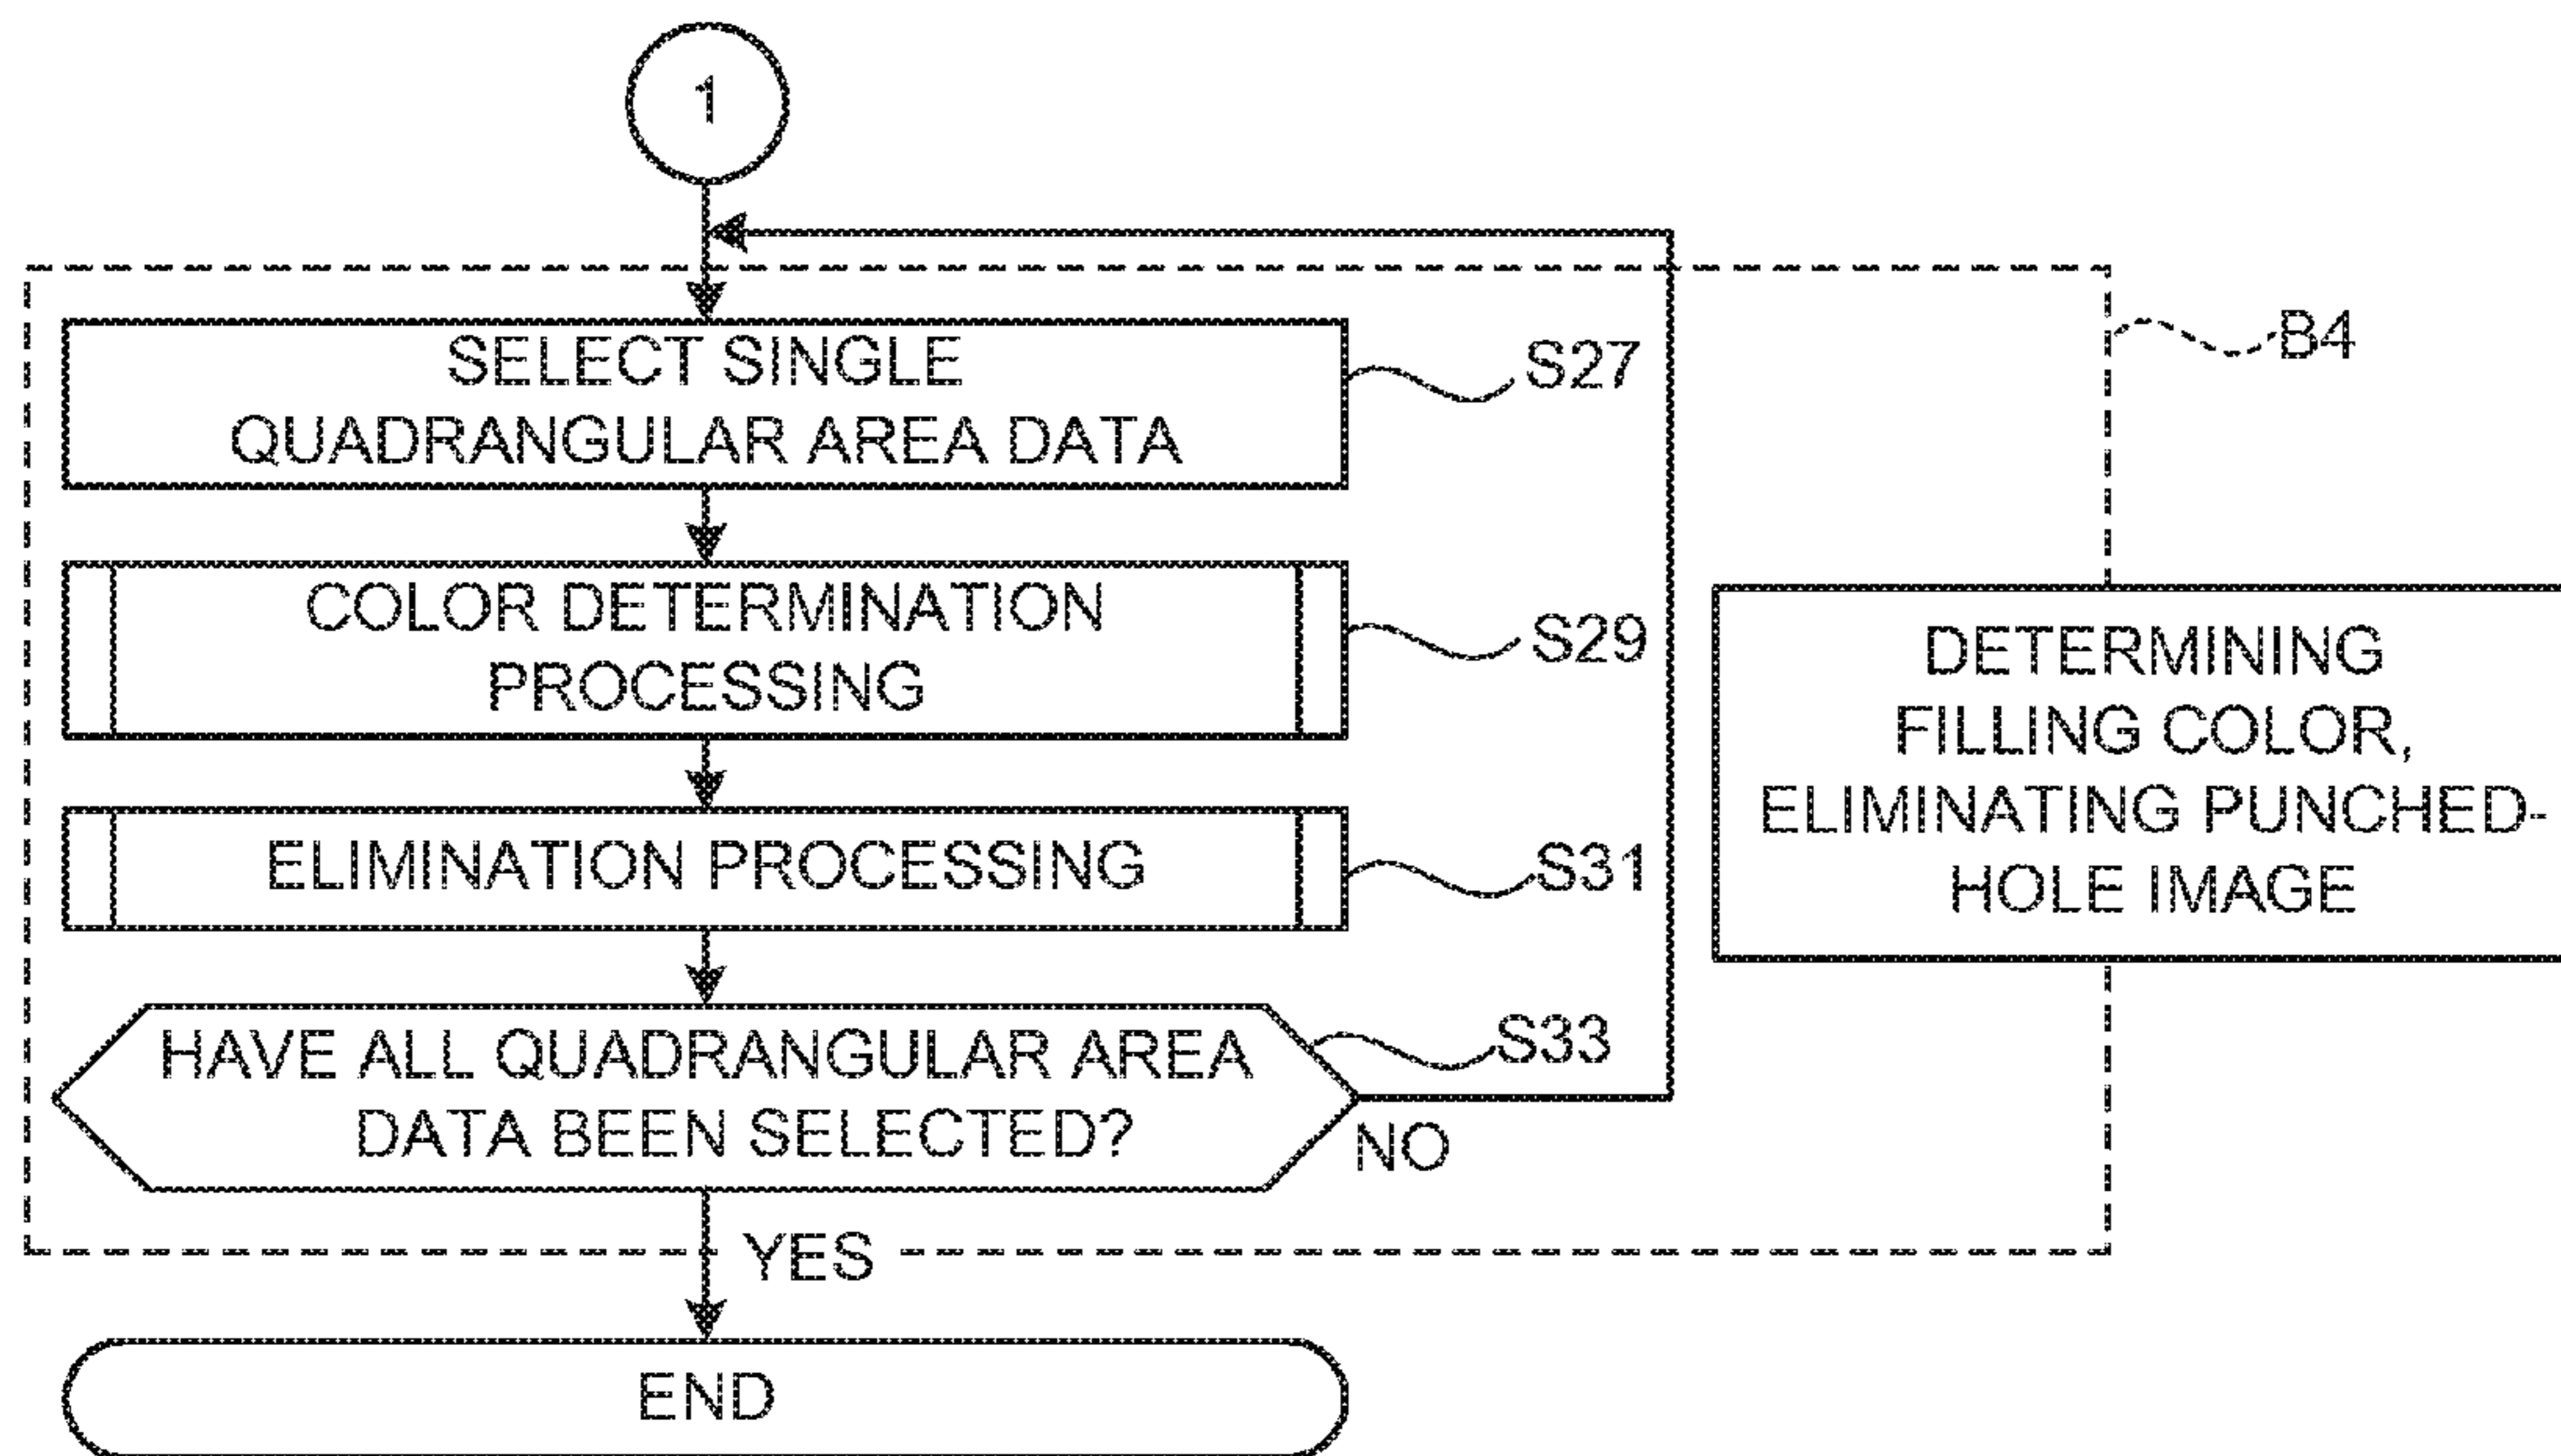 1
B4
SELECT SINGLE
QUADRANGULAR AREA DATA
S27
COLOR DETERMINATION
PROCESSING
S29
DETERMINING
FILLING COLOR,
ELIMINATING PUNCHED-
HOLE IMAGE
ELIMINATION PROCESSING
S31
HAVE ALL QUADRANGULAR AREA
DATA BEEN SELECTED?
S33
NO
YES
END